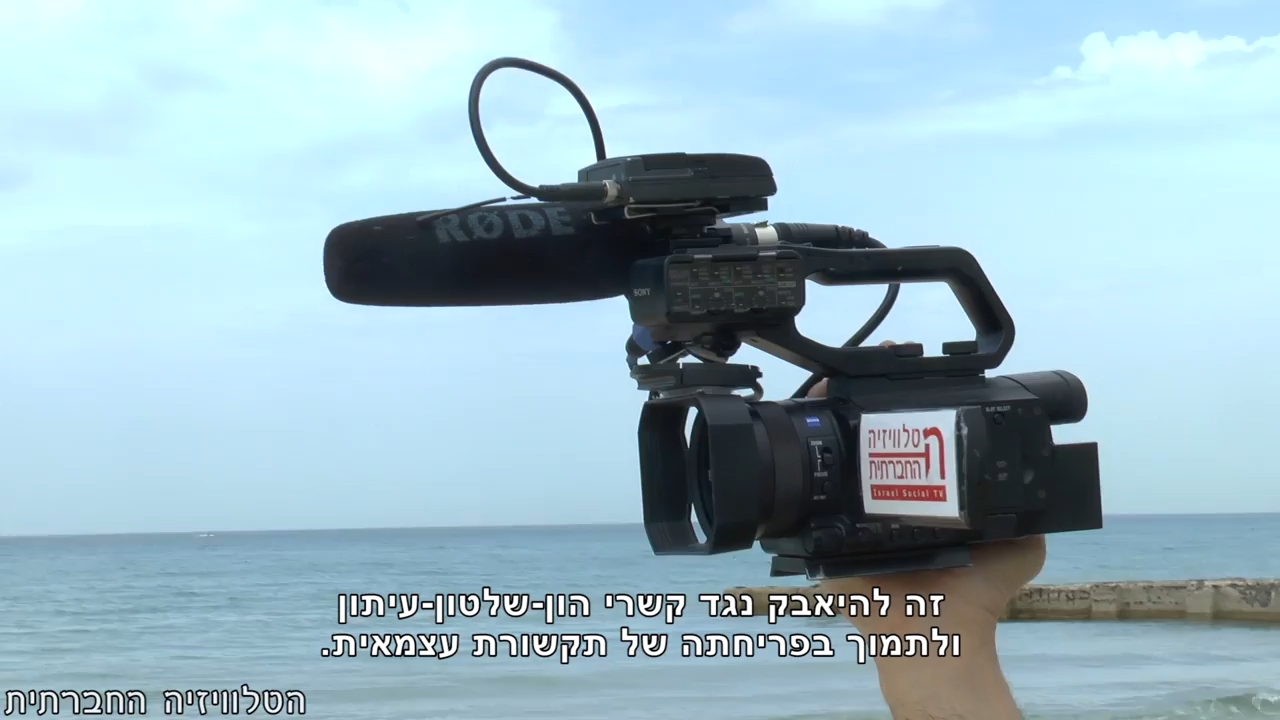 RØDE
SONY
הטלוויזיה
החברתית
Israel Social TV
זה להיאבק נגד קשרי הון-שלטון-עיתון
ולתמוך בפריחתה של תקשורת עצמאית.
הטלוויזיה החברתית